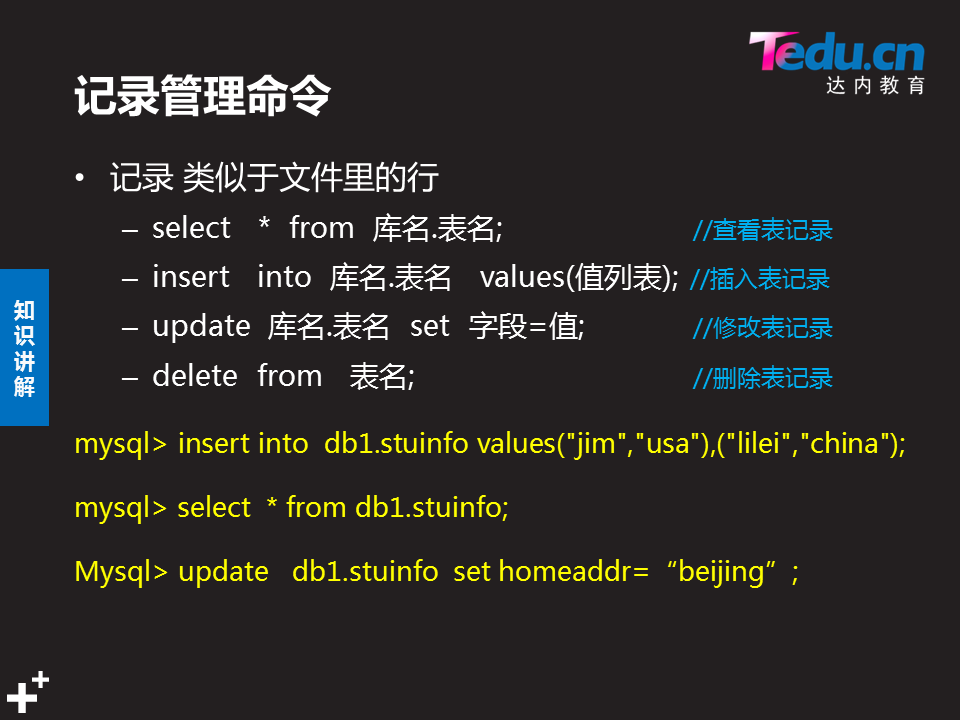 Tedu.cn
达内教育
记录管理命令
• 记录 类似于文件里的行
– select * from 库名.表名; //查看表记录
– insert into 库名.表名 values(值列表); //插入表记录
– update 库名.表名 set 字段=值; //修改表记录
– delete from 表名; //删除表记录
知识讲解
mysql> insert into db1.stuinfo values("jim","usa"),("lilei","china");
mysql> select * from db1.stuinfo;
Mysql> update db1.stuinfo set homeaddr=“beijing”;